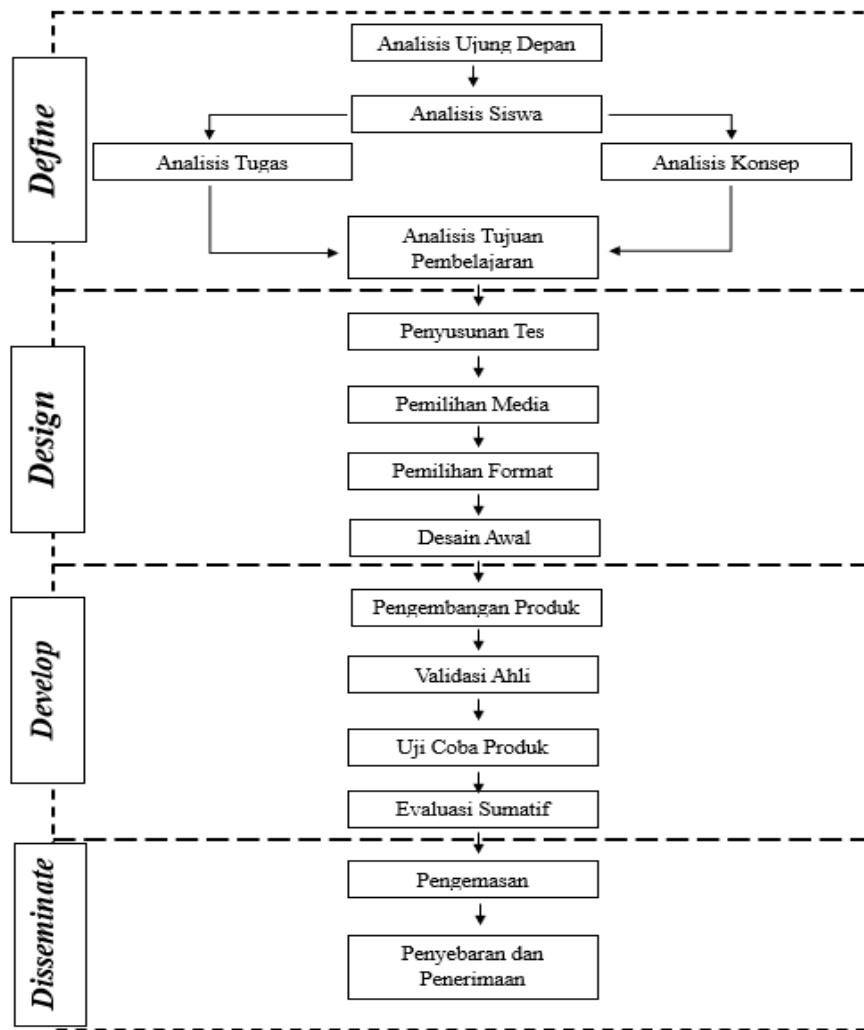 Define
Analisis Ujung Depan
Analisis Siswa
Analisis Tugas
Analisis Konsep
Analisis Tujuan
Pembelajaran
Design
Penyusunan Tes
Pemilihan Media
Pemilihan Format
Desain Awal
Develop
Pengembangan Produk
Validasi Ahli
Uji Coba Produk
Evaluasi Sumatif
Disseminate
Pengemasan
Penyebaran dan
Penerimaan